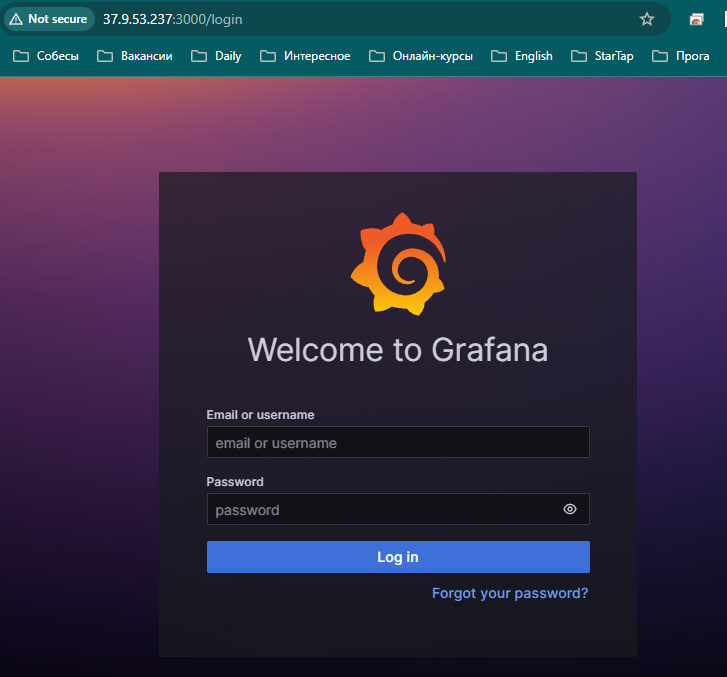 Not secure 37.9.53.237:3000/login
Собесы Вакансии Daily Интересное Онлайн-курсы English StarTap Прога
Welcome to Grafana
Email or username
email or username
Password
password
Log in
Forgot your password?